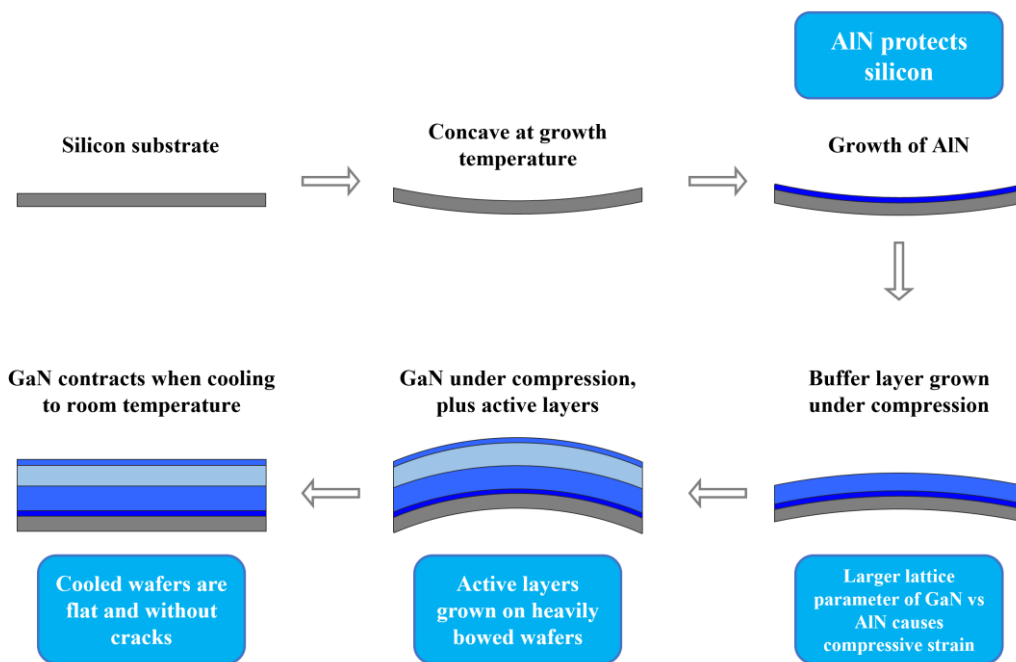 AlN protects
silicon
Silicon substrate
Concave at growth
temperature
Growth of AlN
GaN contracts when cooling
to room temperature
GaN under compression,
plus active layers
Buffer layer grown
under compression
Cooled wafers are
flat and without
cracks
Active layers
grown on heavily
bowed wafers
Larger lattice
parameter of GaN vs
AlN causes
compressive strain